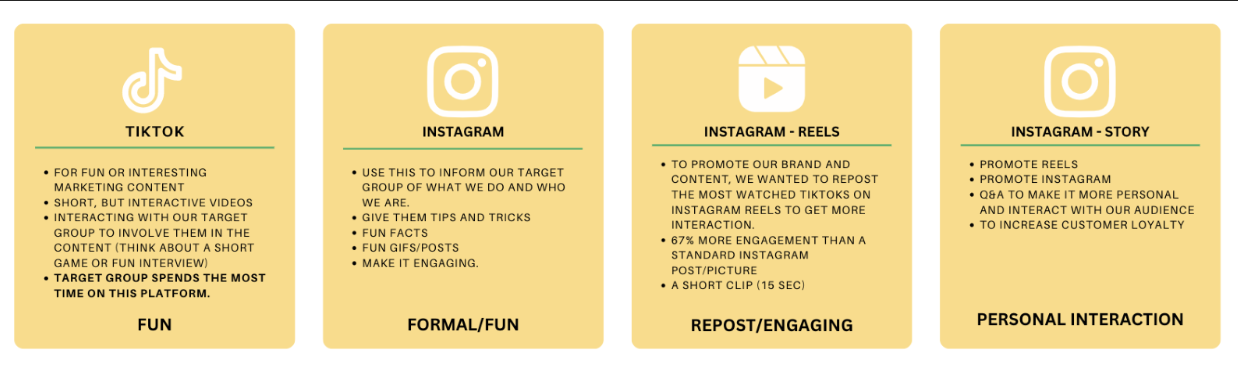 TIKTOK
FOR FUN OR INTERESTING
MARKETING CONTENT
SHORT, BUT INTERACTIVE VIDEOS
INTERACTING WITH OUR TARGET
GROUP TO INVOLVE THEM IN THE
CONTENT (THINK ABOUT A SHORT
GAME OR FUN INTERVIEW)
TARGET GROUP SPENDS THE MOST
TIME ON THIS PLATFORM.
FUN
INSTAGRAM
USE THIS TO INFORM OUR TARGET
GROUP OF WHAT WE DO AND WHO
WE ARE.
GIVE THEM TIPS AND TRICKS
FUN FACTS
FUN GIFS/POSTS
MAKE IT ENGAGING.
FORMAL/FUN
INSTAGRAM - REELS
TO PROMOTE OUR BRAND AND
CONTENT, WE WANTED TO REPOST
THE MOST WATCHED TIKTOKS ON
INSTAGRAM REELS TO GET MORE
INTERACTION.
67% MORE ENGAGEMENT THAN A
STANDARD INSTAGRAM
POST/PICTURE
A SHORT CLIP (15 SEC)
REPOST/ENGAGING
INSTAGRAM - STORY
PROMOTE REELS
PROMOTE INSTAGRAM
Q&A TO MAKE IT MORE PERSONAL
AND INTERACT WITH OUR AUDIENCE
TO INCREASE CUSTOMER LOYALTY
PERSONAL INTERACTION